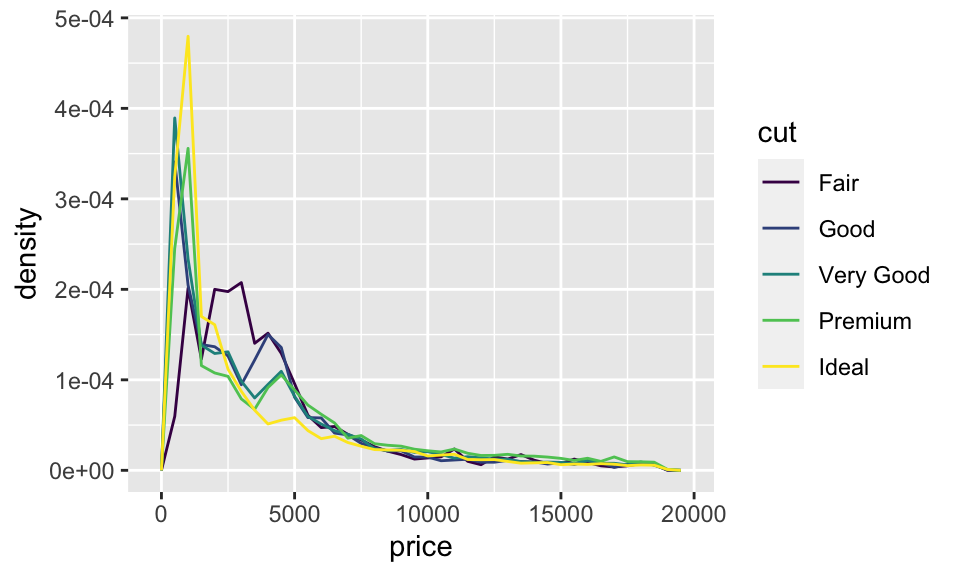 5e-04
4e-04
3e-04
2e-04
1e-04
0e+00
density
0
5000
10000
15000
20000
price
cut
Fair
Good
Very Good
Premium
Ideal